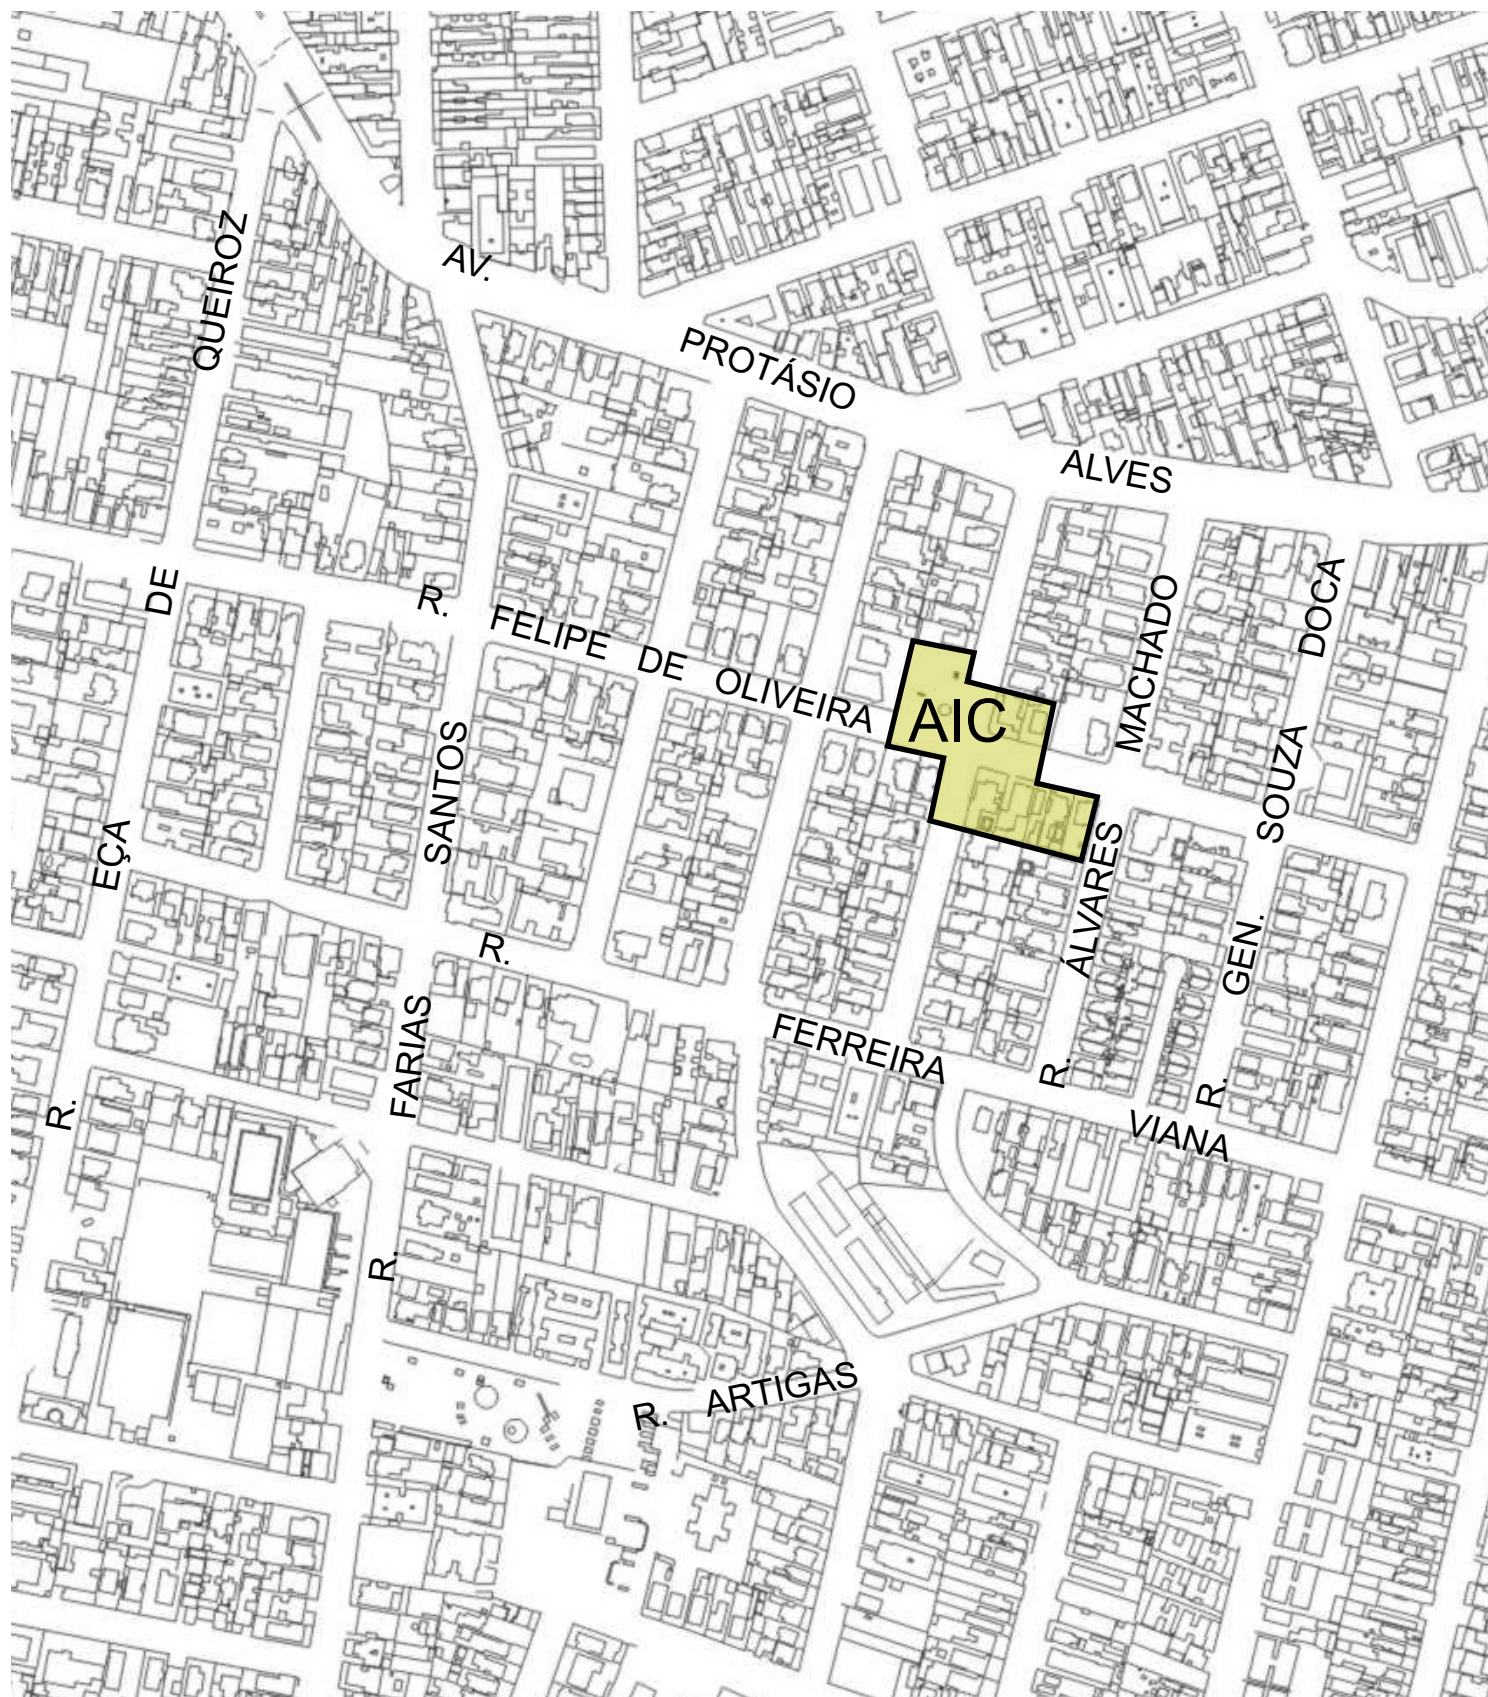 AV. PROTÁSIO ALVES
R. FELIPE DE OLIVEIRA
AIC
R. EÇA DE QUEIROZ
R. FARIAS SANTOS
R. ÁLVARES MACHADO
R. GEN. SOUZA DOCA
R. FERREIRA VIANA
R. ARTIGAS